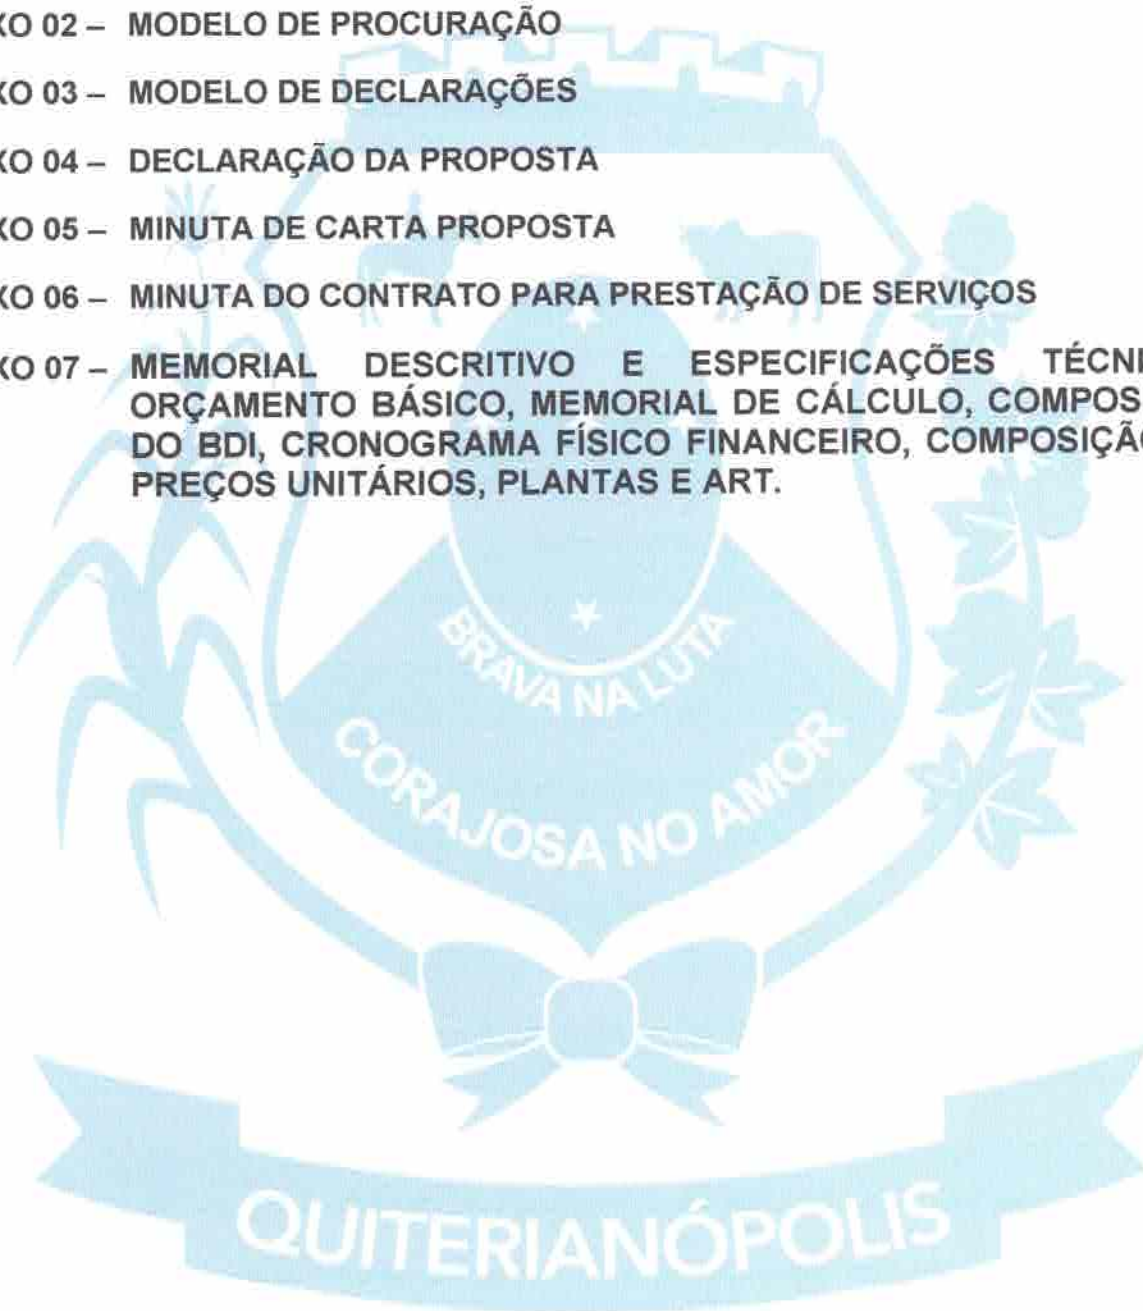 XO 02 – MODELO DE PROCURAÇÃO
XO 03 – MODELO DE DECLARAÇÕES
XO 04 – DECLARAÇÃO DA PROPOSTA
XO 05 – MINUTA DE CARTA PROPOSTA
XO 06 – MINUTA DO CONTRATO PARA PRESTAÇÃO DE SERVIÇOS
XO 07 – MEMORIAL DESCRITIVO E ESPECIFICAÇÕES TÉCNI
ORÇAMENTO BÁSICO, MEMORIAL DE CÁLCULO, COMPOS
DO BDI, CRONOGRAMA FÍSICO FINANCEIRO, COMPOSIÇÃO
PREÇOS UNITÁRIOS, PLANTAS E ART.
BRAVA NA LUTA
CORAJOSA NO AMOR
QUITERIANÓPOLIS